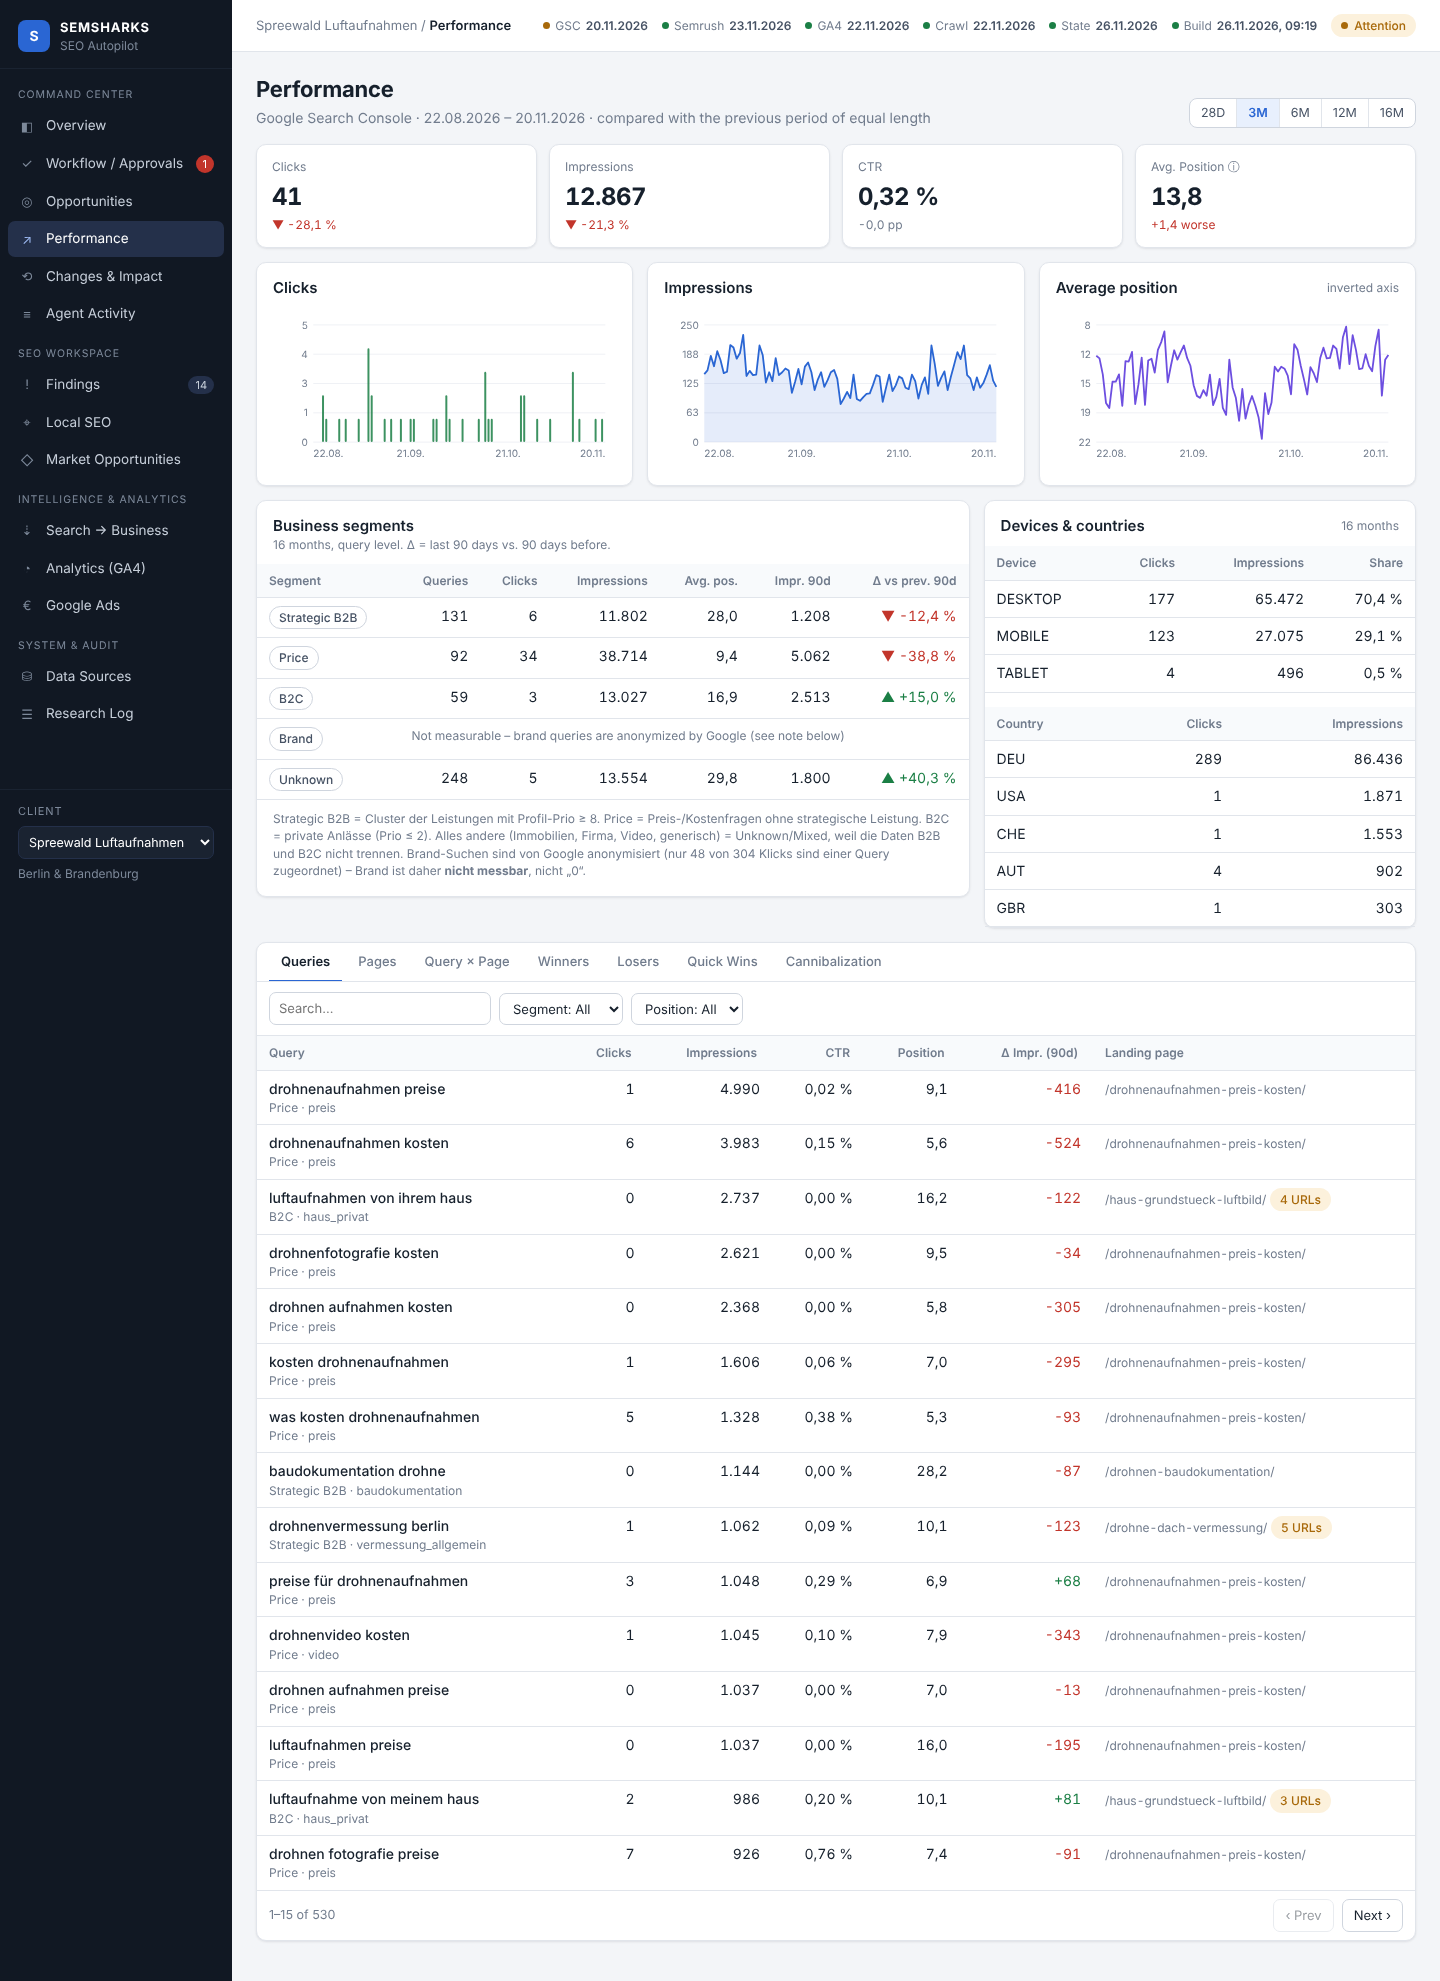 S
SEMSHARKS
SEO Autopilot
COMMAND CENTER
Overview
Workflow / Approvals 1
Opportunities
Performance
Changes & Impact
Agent Activity
SEO WORKSPACE
Findings 14
Local SEO
Market Opportunities
INTELLIGENCE & ANALYTICS
Search → Business
Analytics (GA4)
€ Google Ads
SYSTEM & AUDIT
Data Sources
Research Log
CLIENT
Spreewald Luftaufnahmen
Berlin & Brandenburg
Spreewald Luftaufnahmen / Performance
GSC 20.11.2026 Semrush 23.11.2026 GA4 22.11.2026 Crawl 22.11.2026 State 26.11.2026 Build 26.11.2026, 09:19 Attention
Performance
Google Search Console · 22.08.2026 – 20.11.2026 · compared with the previous period of equal length
28D 3M 6M 12M 16M
Clicks
41
▼ -28,1 %
Impressions
12.867
▼ -21,3 %
CTR
0,32 %
-0,0 pp
Avg. Position ⓘ
13,8
+1,4 worse
Clicks
5
4
3
1
0
22.08. 21.09. 21.10. 20.11.
Impressions
250
188
125
63
0
22.08. 21.09. 21.10. 20.11.
Average position inverted axis
8
12
15
19
22
22.08. 21.09. 21.10. 20.11.
Business segments
16 months, query level. Δ = last 90 days vs. 90 days before.
Segment Queries Clicks Impressions Avg. pos. Impr. 90d Δ vs prev. 90d
Strategic B2B 131 6 11.802 28,0 1.208 ▼ -12,4 %
Price 92 34 38.714 9,4 5.062 ▼ -38,8 %
B2C 59 3 13.027 16,9 2.513 ▲ +15,0 %
Brand Not measurable – brand queries are anonymized by Google (see note below)
Unknown 248 5 13.554 29,8 1.800 ▲ +40,3 %
Strategic B2B = Cluster der Leistungen mit Profil-Prio ≥ 8. Price = Preis-/Kostenfragen ohne strategische Leistung. B2C
= private Anlässe (Prio ≤ 2). Alles andere (Immobilien, Firma, Video, generisch) = Unknown/Mixed, weil die Daten B2B
und B2C nicht trennen. Brand-Suchen sind von Google anonymisiert (nur 48 von 304 Klicks sind einer Query
zugeordnet) – Brand ist daher nicht messbar, nicht „0“.
Devices & countries 16 months
Device Clicks Impressions Share
DESKTOP 177 65.472 70,4 %
MOBILE 123 27.075 29,1 %
TABLET 4 496 0,5 %
Country Clicks Impressions
DEU 289 86.436
USA 1 1.871
CHE 1 1.553
AUT 4 902
GBR 1 303
Queries Pages Query × Page Winners Losers Quick Wins Cannibalization
Search... Segment: All Position: All
Query Clicks Impressions CTR Position Δ Impr. (90d) Landing page
drohnenaufnahmen preise 1 4.990 0,02 % 9,1 -416 /drohnenaufnahmen-preis-kosten/
Price · preis
drohnenaufnahmen kosten 6 3.983 0,15 % 5,6 -524 /drohnenaufnahmen-preis-kosten/
Price · preis
luftaufnahmen von ihrem haus 0 2.737 0,00 % 16,2 -122 /haus-grundstueck-luftbild/ 4 URLs
B2C · haus_privat
drohnenfotografie kosten 0 2.621 0,00 % 9,5 -34 /drohnenaufnahmen-preis-kosten/
Price · preis
drohnen aufnahmen kosten 0 2.368 0,00 % 5,8 -305 /drohnenaufnahmen-preis-kosten/
Price · preis
kosten drohnenaufnahmen 1 1.606 0,06 % 7,0 -295 /drohnenaufnahmen-preis-kosten/
Price · preis
was kosten drohnenaufnahmen 5 1.328 0,38 % 5,3 -93 /drohnenaufnahmen-preis-kosten/
Price · preis
baudokumentation drohne 0 1.144 0,00 % 28,2 -87 /drohnen-baudokumentation/
Strategic B2B · baudokumentation
drohnenvermessung berlin 1 1.062 0,09 % 10,1 -123 /drohne-dach-vermessung/ 5 URLs
Strategic B2B · vermessung_allgemein
preise für drohnenaufnahmen 3 1.048 0,29 % 6,9 +68 /drohnenaufnahmen-preis-kosten/
Price · preis
drohnenvideo kosten 1 1.045 0,10 % 7,9 -343 /drohnenaufnahmen-preis-kosten/
Price · video
drohnen aufnahmen preise 0 1.037 0,00 % 7,0 -13 /drohnenaufnahmen-preis-kosten/
Price · preis
luftaufnahmen preise 0 1.037 0,00 % 16,0 -195 /drohnenaufnahmen-preis-kosten/
Price · preis
luftaufnahme von meinem haus 2 986 0,20 % 10,1 +81 /haus-grundstueck-luftbild/ 3 URLs
B2C · haus_privat
drohnen fotografie preise 7 926 0,76 % 7,4 -91 /drohnenaufnahmen-preis-kosten/
Price · preis
1–15 of 530 ‹ Prev Next ›